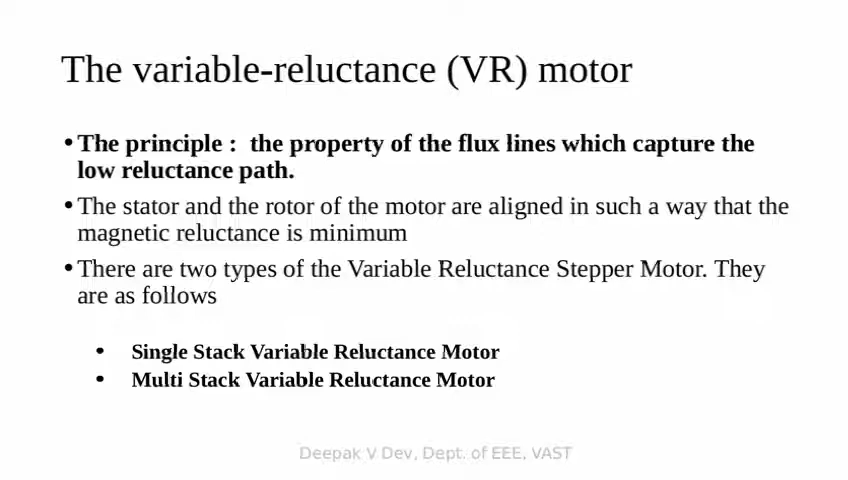 The variable-reluctance (VR) motor
•The principle :  the property of the flux lines which capture the
low reluctance path.
•The stator and the rotor of the motor are aligned in such a way that the
magnetic reluctance is minimum
•There are two types of the Variable Reluctance Stepper Motor. They
are as follows
• Single Stack Variable Reluctance Motor
• Multi Stack Variable Reluctance Motor
Deepak V Dev, Dept. of EEE, VAST